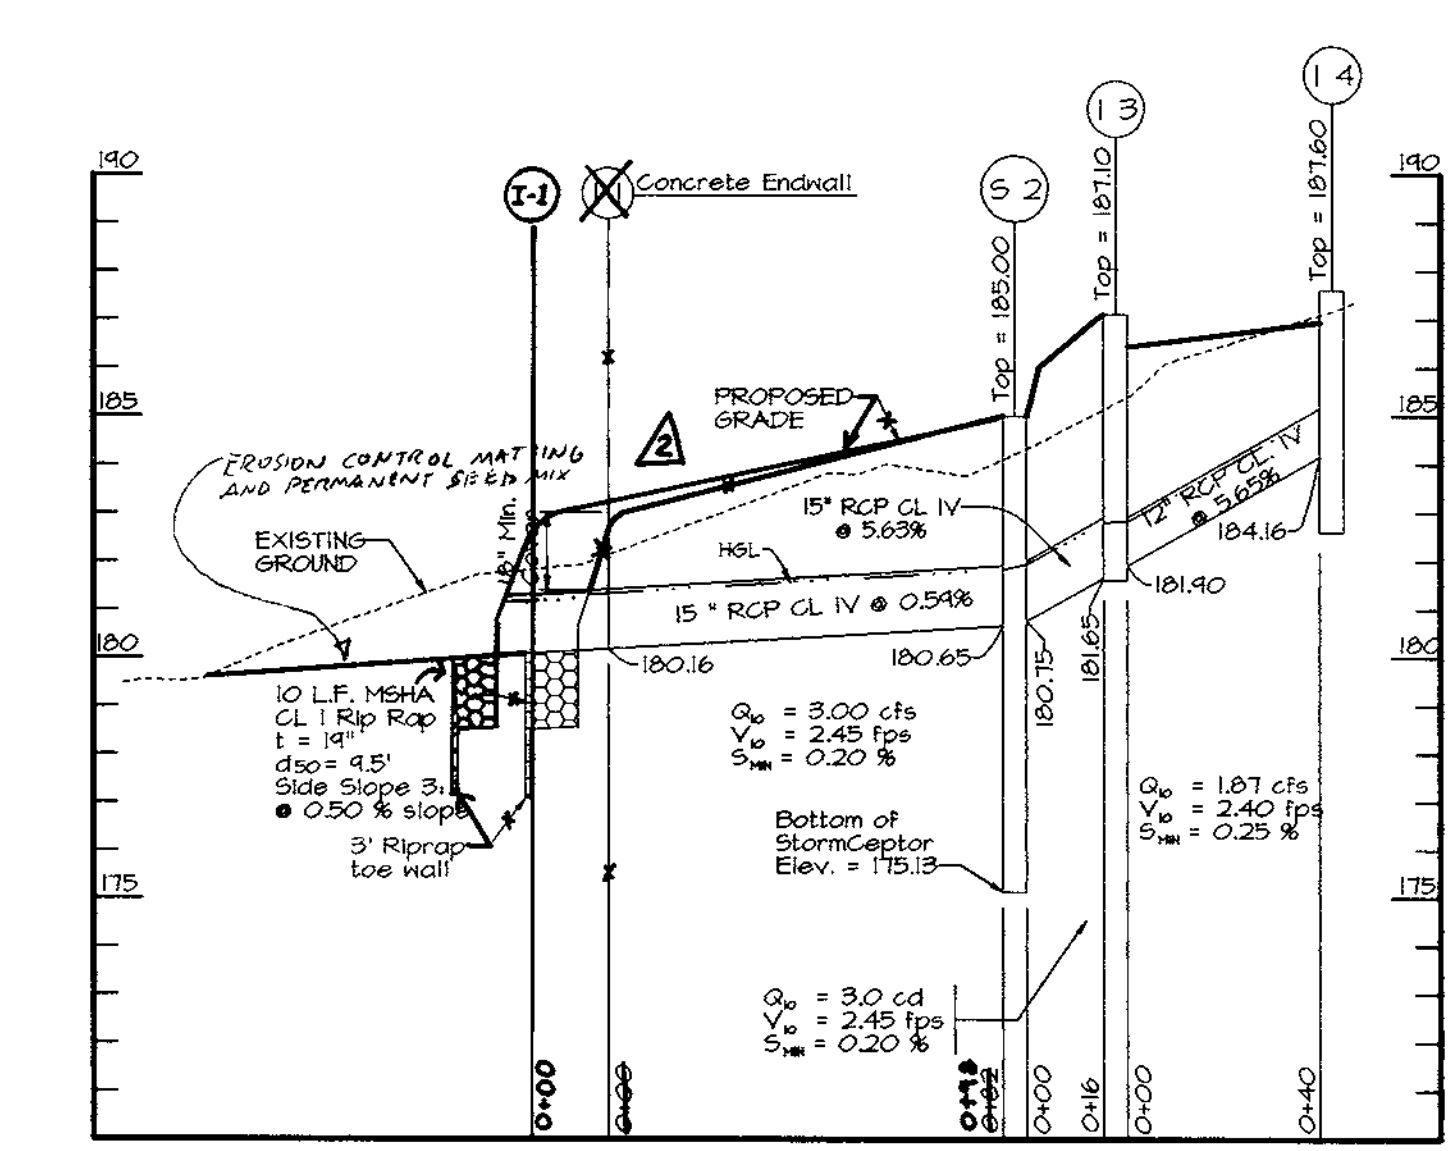 I 4
I 3
190
190
I-1
Concrete Endwall
S 2
Top = 187.10
Top = 187.60
Top = 185.00
185
185
PROPOSED
GRADE
2
EROSION CONTROL MATTING
AND PERMANENT SEED MIX
18" Min.
15" RCP CL IV
@ 5.63%
12" RCP CL. IV
@ 5.65%
184.16
EXISTING
GROUND
HGL
15 " RCP CL IV @ 0.59%
181.90
180
180
180.16
180.65
180.75
181.65
10 L.F. MSHA
CL 1 Rip Rap
t = 19"
d50 = 9.5'
Side Slope 3:
@ 0.50 % slope
3' Riprap
toe wall
Q10 = 3.00 cfs
V10 = 2.45 fps
SMIN = 0.20 %
Q10 = 1.87 cfs
V10 = 2.40 fps
SMIN = 0.25 %
Bottom of
StormCeptor
Elev. = 175.13
175
175
Q10 = 3.0 cd
V10 = 2.45 fps
SMIN = 0.20 %
0+00
0+98
0+82
0+00
0+16
0+00
0+40